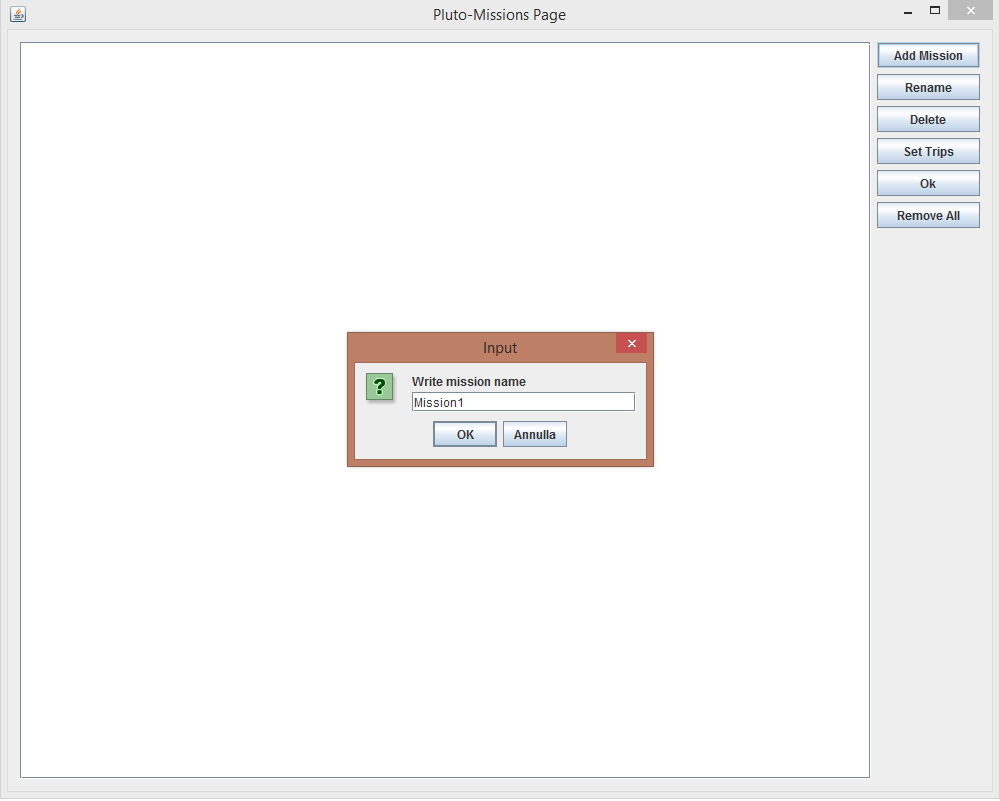 Pluto-Missions Page
Add Mission
Rename
Delete
Set Trips
Ok
Remove All
Input
?
Write mission name
Mission1
OK
Annulla